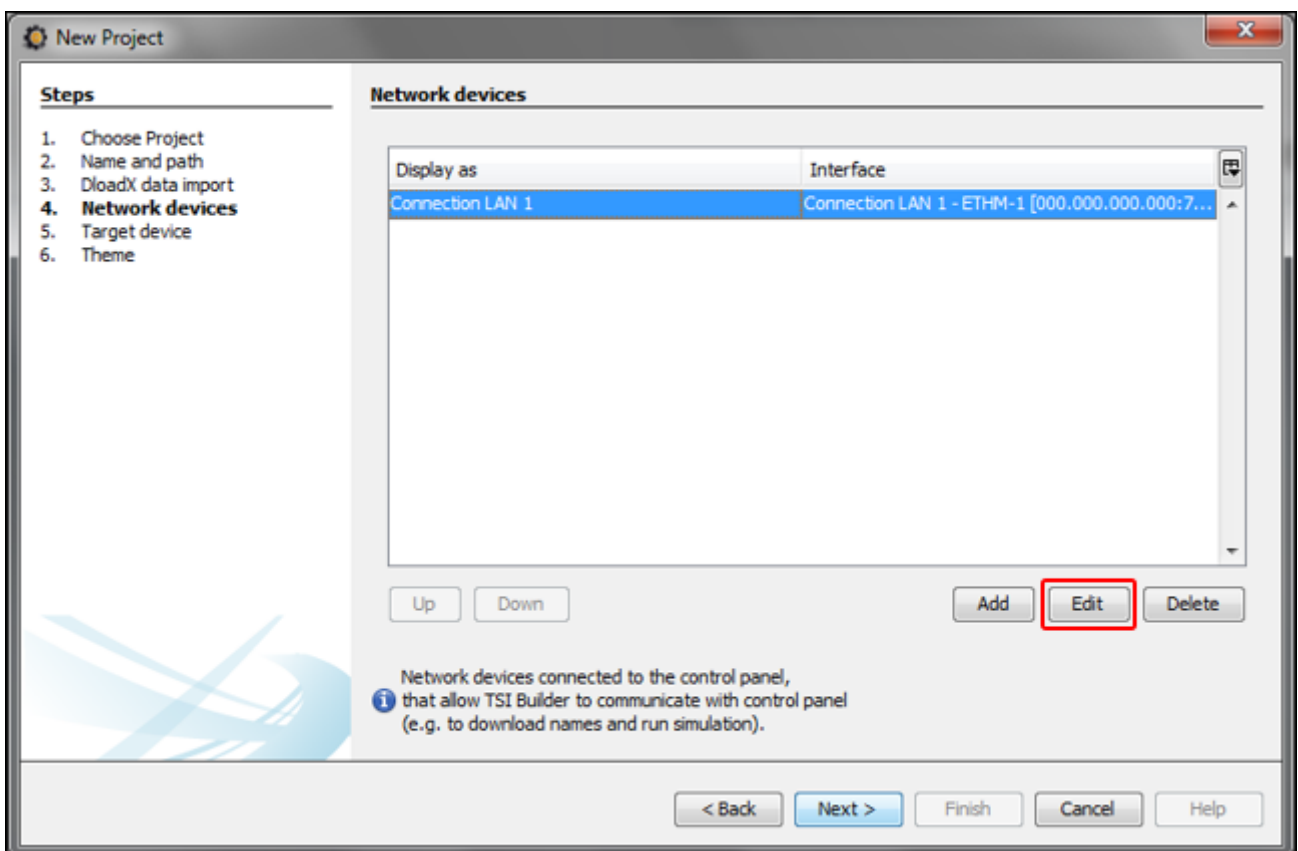 New Project
Steps
1. Choose Project
2. Name and path
3. DloadX data import
4. Network devices
5. Target device
6. Theme
Network devices
Display as Interface
Connection LAN 1 Connection LAN 1 - ETHM-1 [000.000.000.000:7...
Up Down Add Edit Delete
Network devices connected to the control panel,
that allow TSI Builder to communicate with control panel
(e.g. to download names and run simulation).
< Back Next > Finish Cancel Help